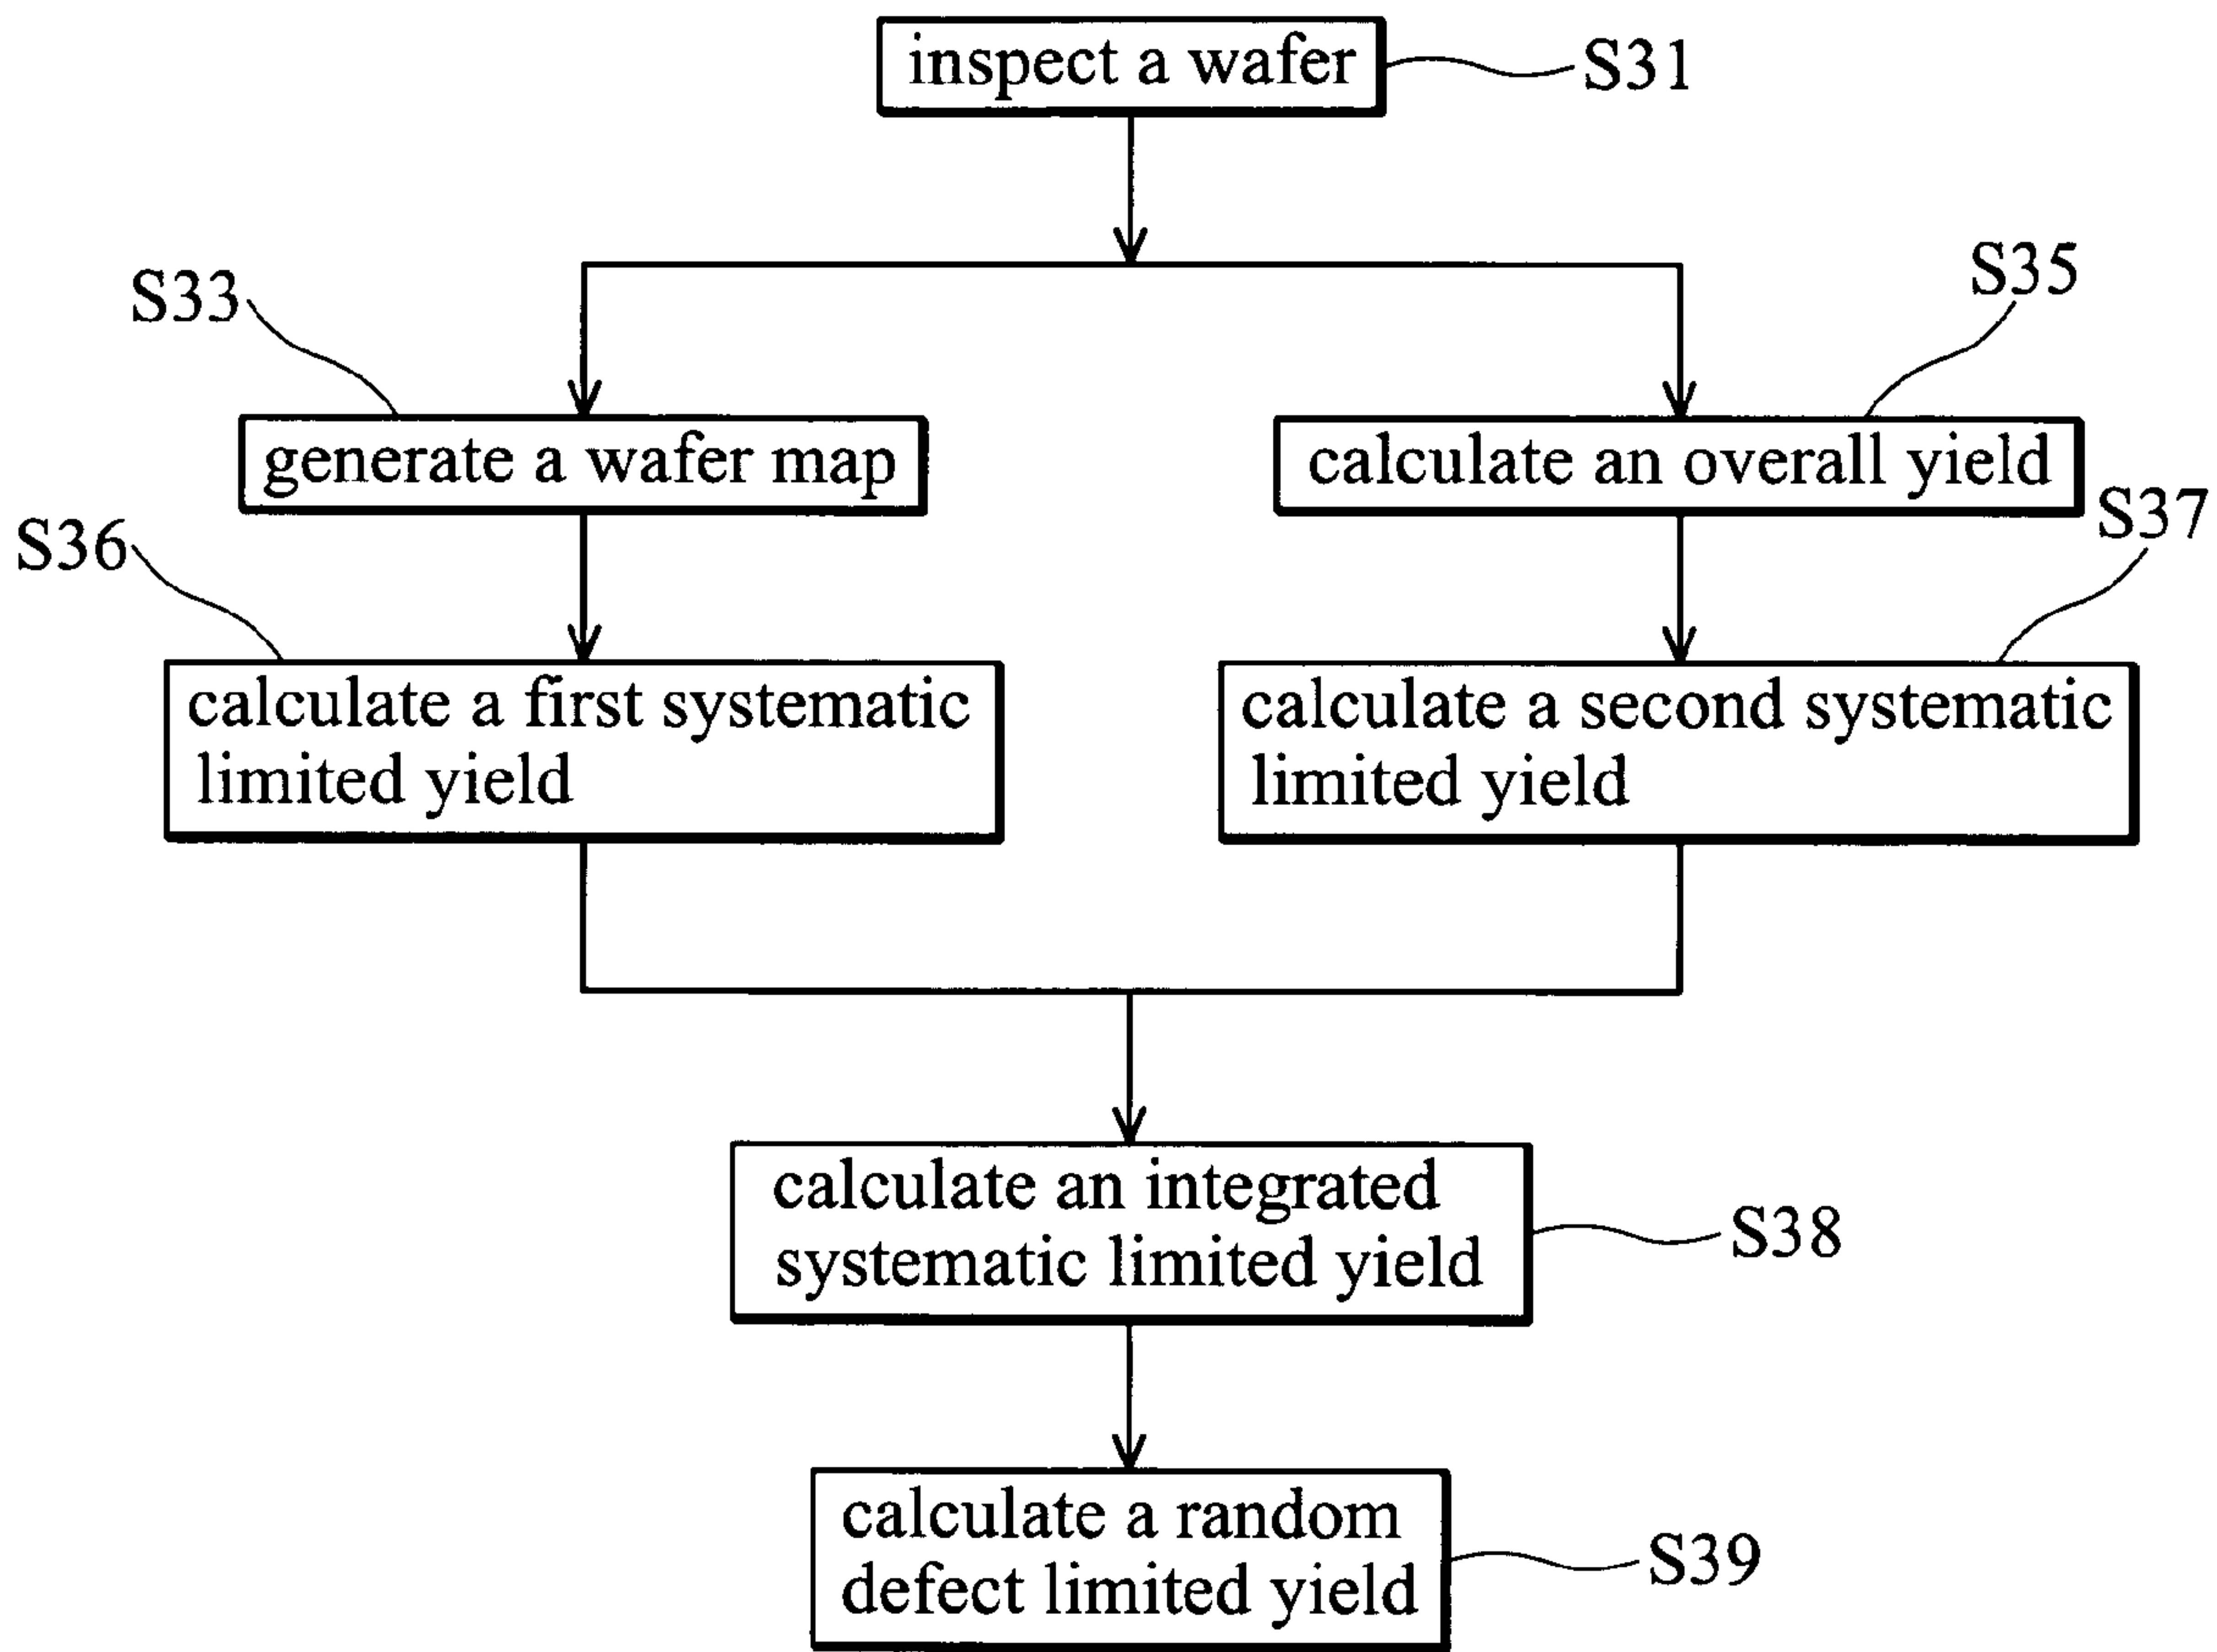 inspect a wafer
S31
S33
S35
generate a wafer map
calculate an overall yield
S36
S37
calculate a first systematic
limited yield
calculate a second systematic
limited yield
calculate an integrated
systematic limited yield
S38
calculate a random
defect limited yield
S39